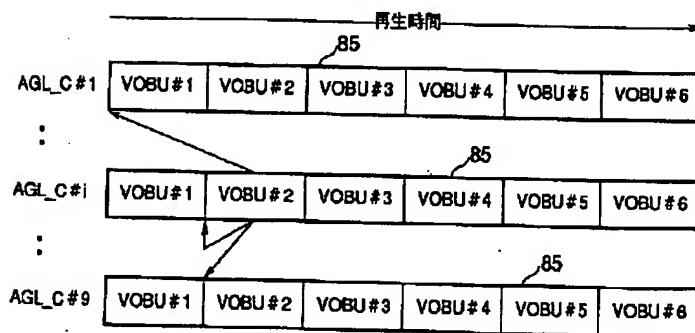 再生時間
85
AGL_C#1 VOBU#1 VOBU#2 VOBU#3 VOBU#4 VOBU#5 VOBU#6
85
AGL_C#i VOBU#1 VOBU#2 VOBU#3 VOBU#4 VOBU#5 VOBU#6
85
AGL_C#9 VOBU#1 VOBU#2 VOBU#3 VOBU#4 VOBU#5 VOBU#6